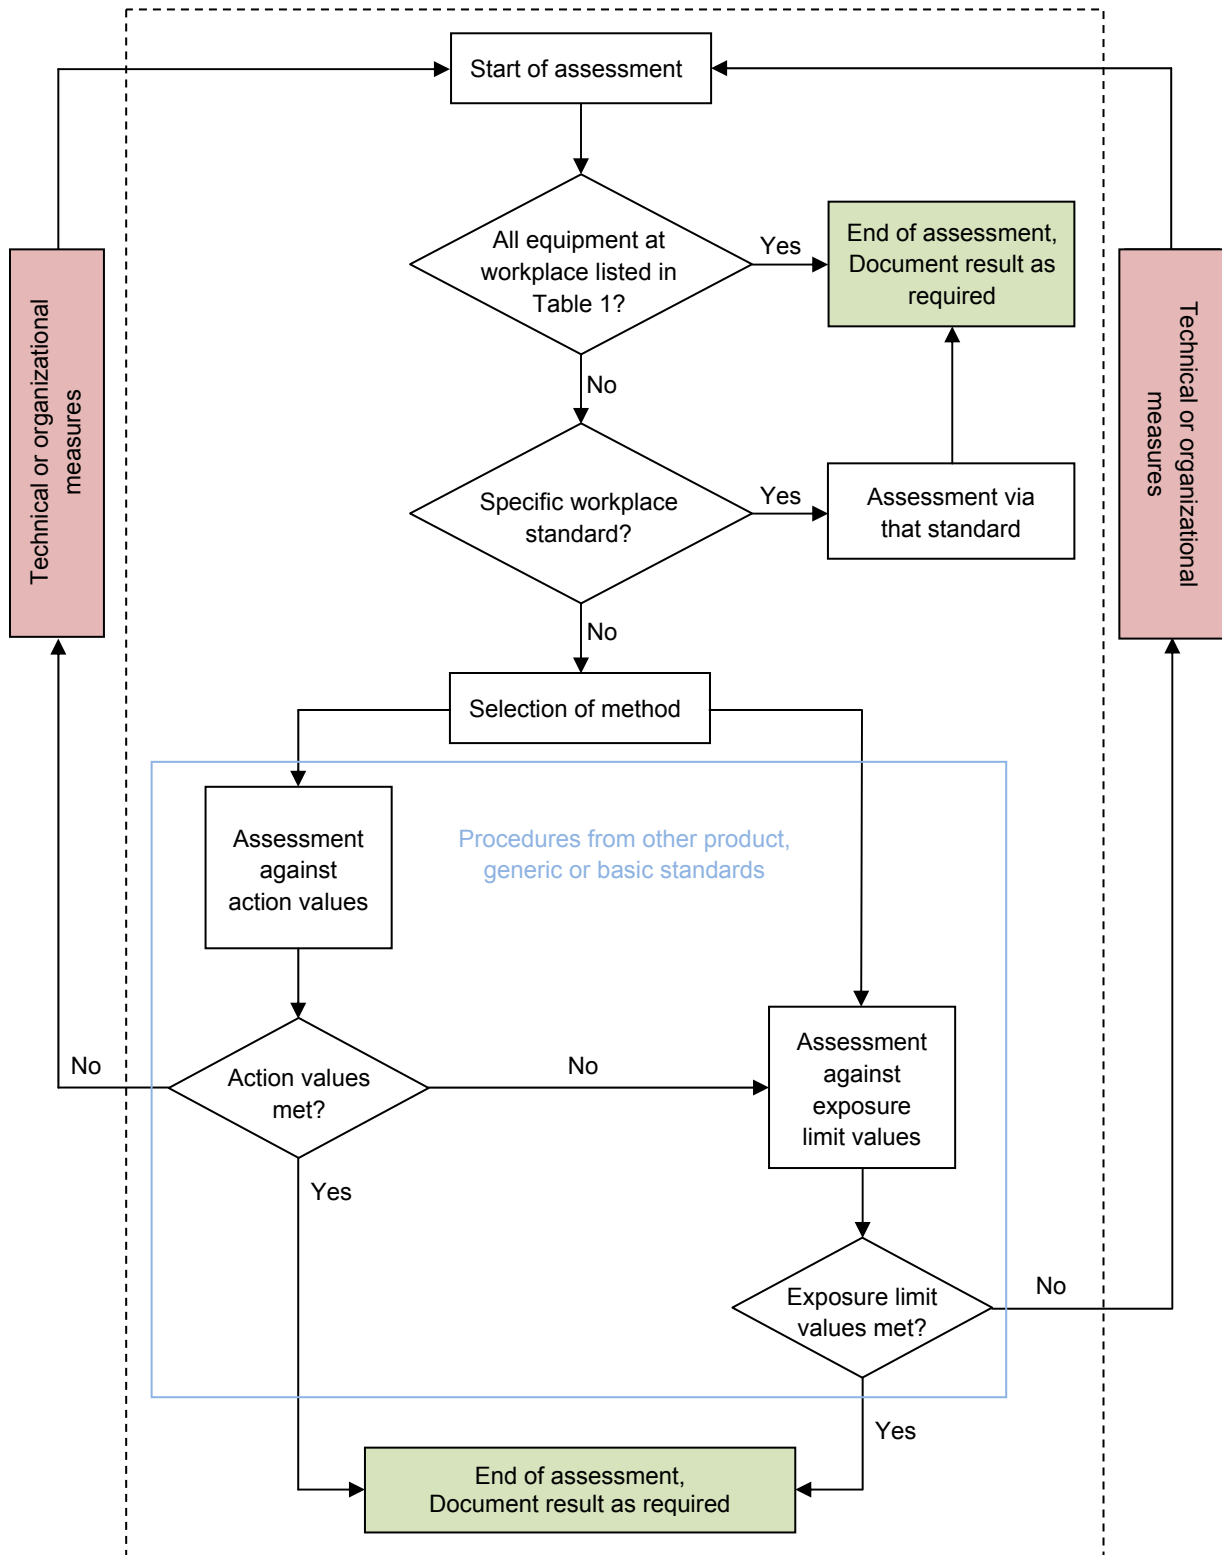 Start of assessment
All equipment at
workplace listed in
Table 1?
Yes
End of assessment,
Document result as
required
No
Technical or organizational
measures
Technical or organizational
measures
Specific workplace
standard?
Yes
Assessment via
that standard
No
Selection of method
Procedures from other product,
generic or basic standards
Assessment
against
action values
Assessment
against
exposure
limit values
No
Action values
met?
No
Yes
Exposure limit
values met?
No
Yes
End of assessment,
Document result as required